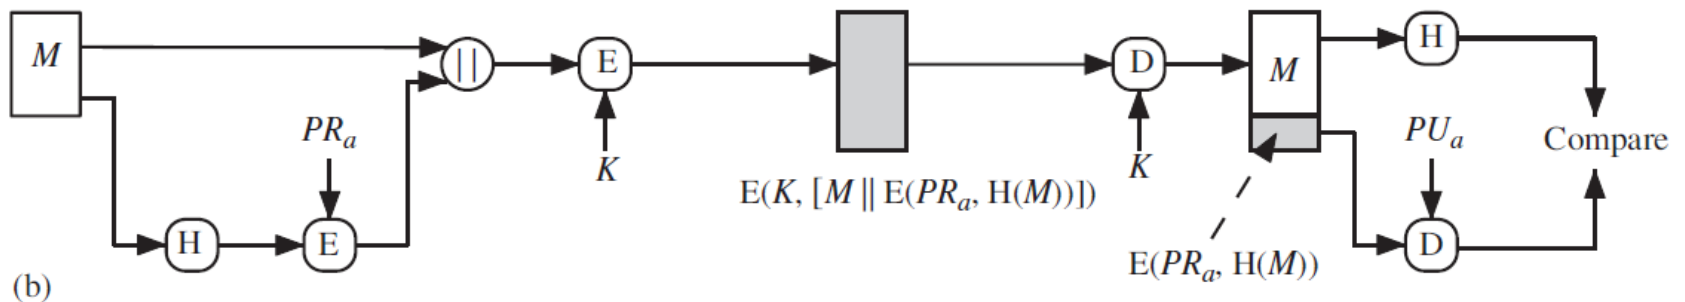 M
||
E
D
M
H
PRₐ
K
K
PUₐ
Compare
E(K, [M || E(PRₐ, H(M))])
H
E
E(PRₐ, H(M))
D
(b)